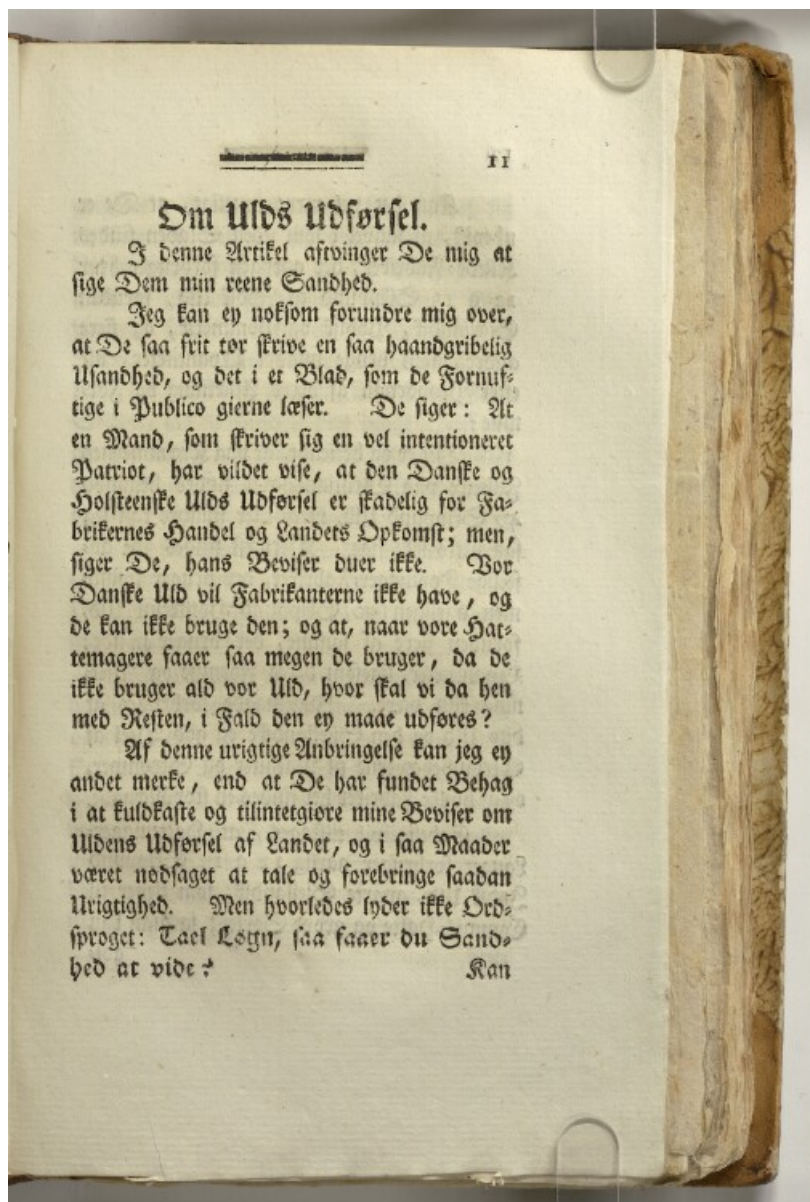 11
Om Ulds Udførsel.
I denne Artikel aftvinger De mig at
sige Dem min reene Sandhed.
Jeg kan ey noksom forundre mig over,
at De saa frit tør skrive en saa haandgribelig
Usandhed, og det i et Blad, som de Fornuf-
tige i Publico gierne læser. De siger: At
en Mand, som skriver sig en vel intentioneret
Patriot, har vildet vise, at den Danske og
Holsteenske Ulds Udførsel er skadelig for Fa-
brikernes Handel og Landets Opkomst; men,
siger De, hans Beviser duer ikke. Vor
Danske Uld vil Fabrikanterne ikke have, og
de kan ikke bruge den; og at, naar vore Hat-
temagere faaer saa megen de bruger, da de
ikke bruger ald vor Uld, hvor skal vi da hen
med Resten, i Fald den ey maae udføres?
Af denne urigtige Anbringelse kan jeg ey
andet merke, end at De har fundet Behag
i at kuldkaste og tilintetgiøre mine Beviser om
Uldens Udførsel af Landet, og i saa Maader
været nødsaget at tale og forebringe saadan
Urigtighed. Men hvorledes lyder ikke Ord-
sproget: Tael Løgn, saa faaer du Sand-
hed at vide?
Kan